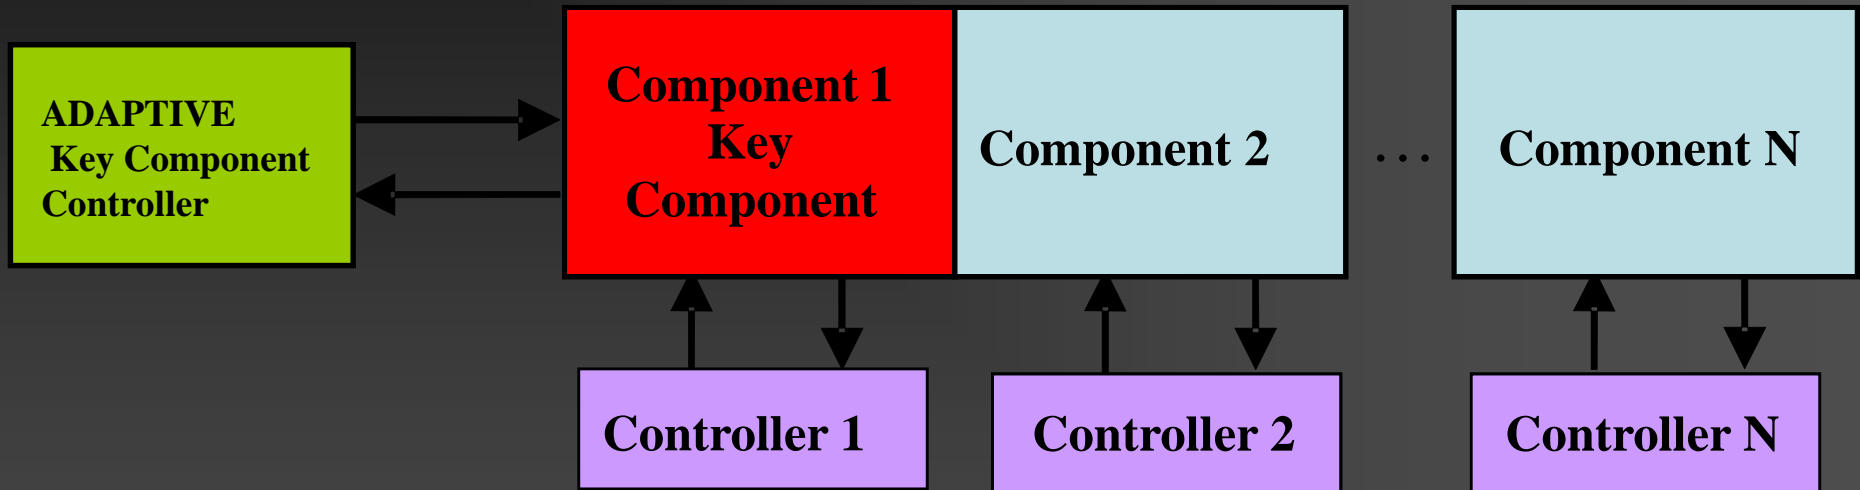 ADAPTIVE
Key Component
Controller
Component 1
Key
Component
Component 2
...
Component N
Controller 1
Controller 2
Controller N